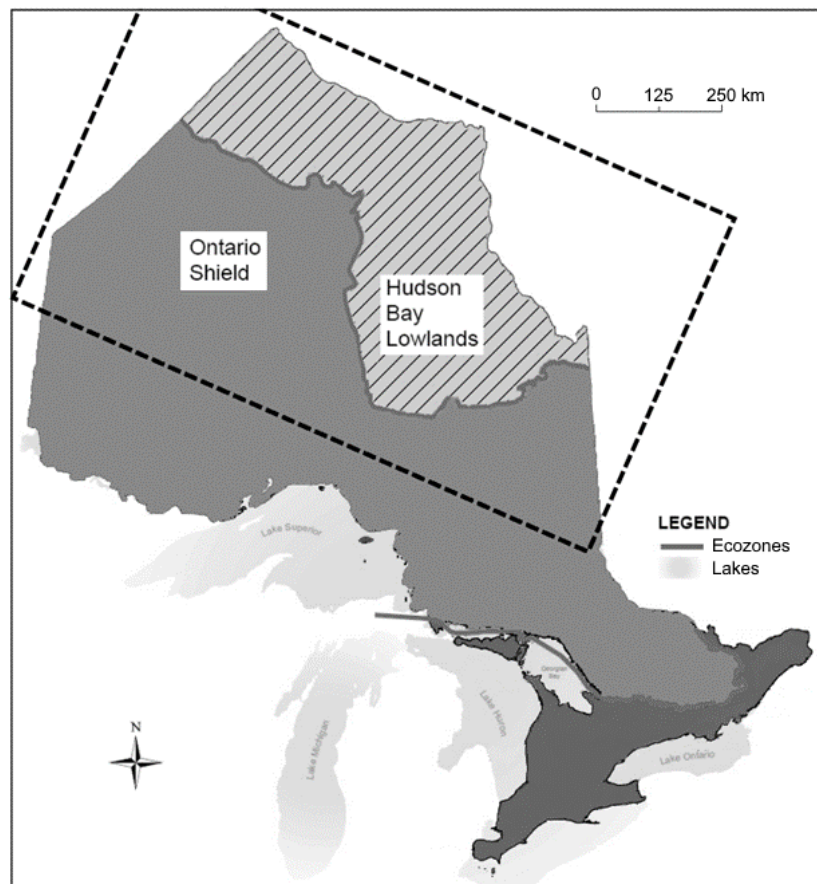 0 125 250 km
Ontario
Shield
Hudson
Bay
Lowlands
LEGEND
Ecozones
Lakes
Lake Superior
Georgian
Bay
Lake Huron
Lake Michigan
Lake Ontario
N